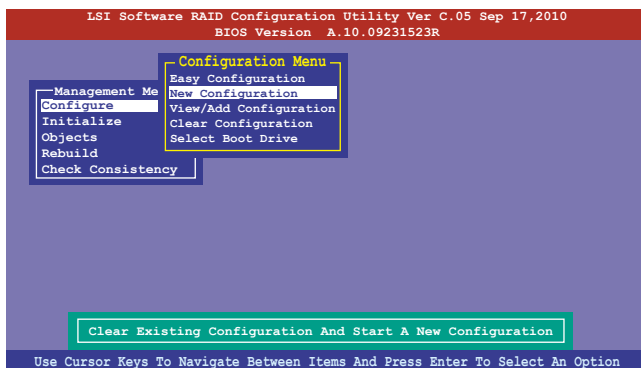 LSI Software RAID Configuration Utility Ver C.05 Sep 17,2010
BIOS Version A.10.09231523R
Configuration Menu
Easy Configuration
New Configuration
View/Add Configuration
Clear Configuration
Select Boot Drive
Management Me
Configure
Initialize
Objects
Rebuild
Check Consistency
Clear Existing Configuration And Start A New Configuration
Use Cursor Keys To Navigate Between Items And Press Enter To Select An Option